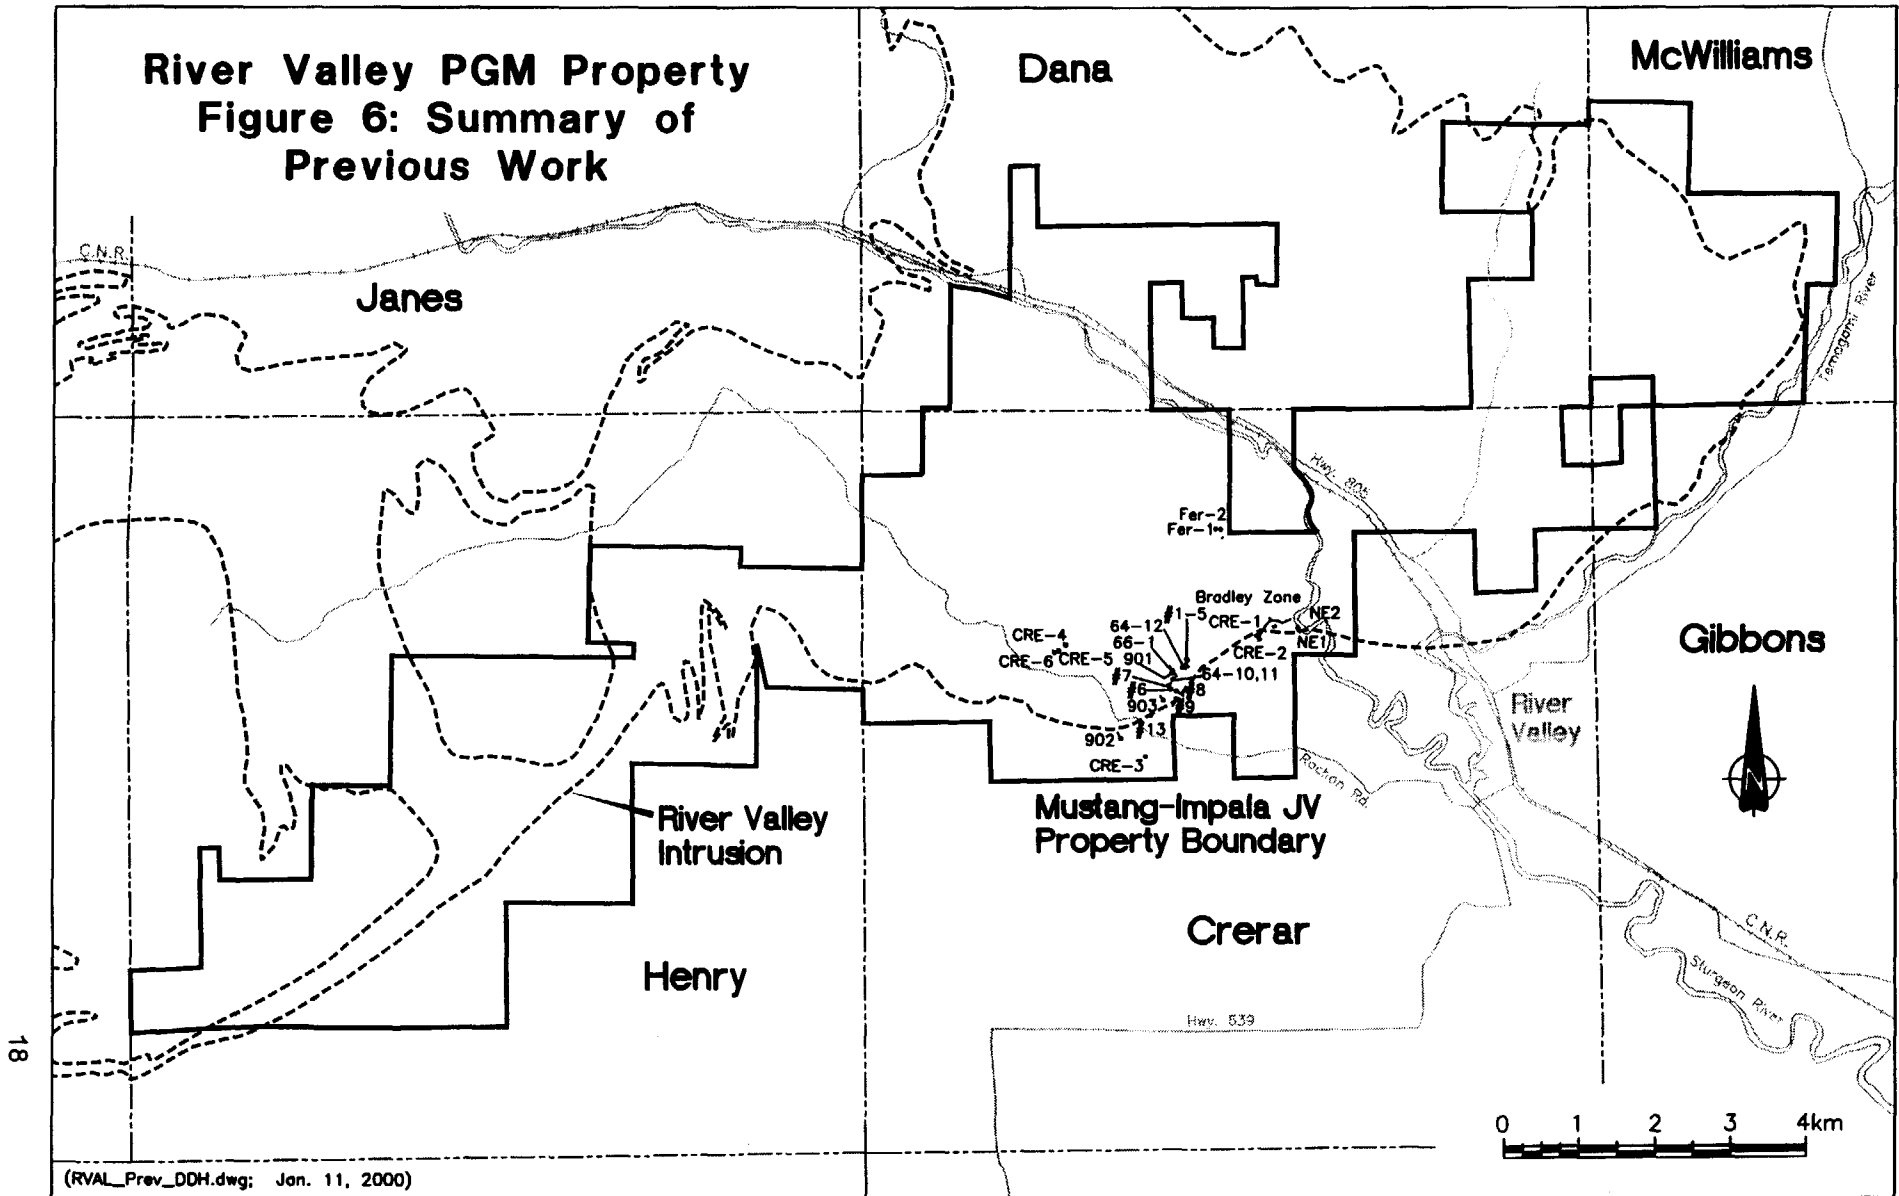 River Valley PGM Property
Figure 6: Summary of
Previous Work
Dana
McWilliams
C.N.R.
Janes
Temagami River
Hwy. 805
Fer-2
Fer-1
Bradley Zone
#1-5
NE2
CRE-1
64-12
CRE-4
66-1
NE1
CRE-2
CRE-6
CRE-5
901
#7
64-10,11
#6
#8
903
#9
#13
902
CRE-3
Gibbons
River
Valley
Raction Rd.
N
River Valley
Intrusion
Mustang-Impala JV
Property Boundary
Crerar
Henry
C.N.R.
Sturgeon River
Hwy. 539
18
0 1 2 3 4km
(RVAL_Prev_DDH.dwg; Jan. 11, 2000)